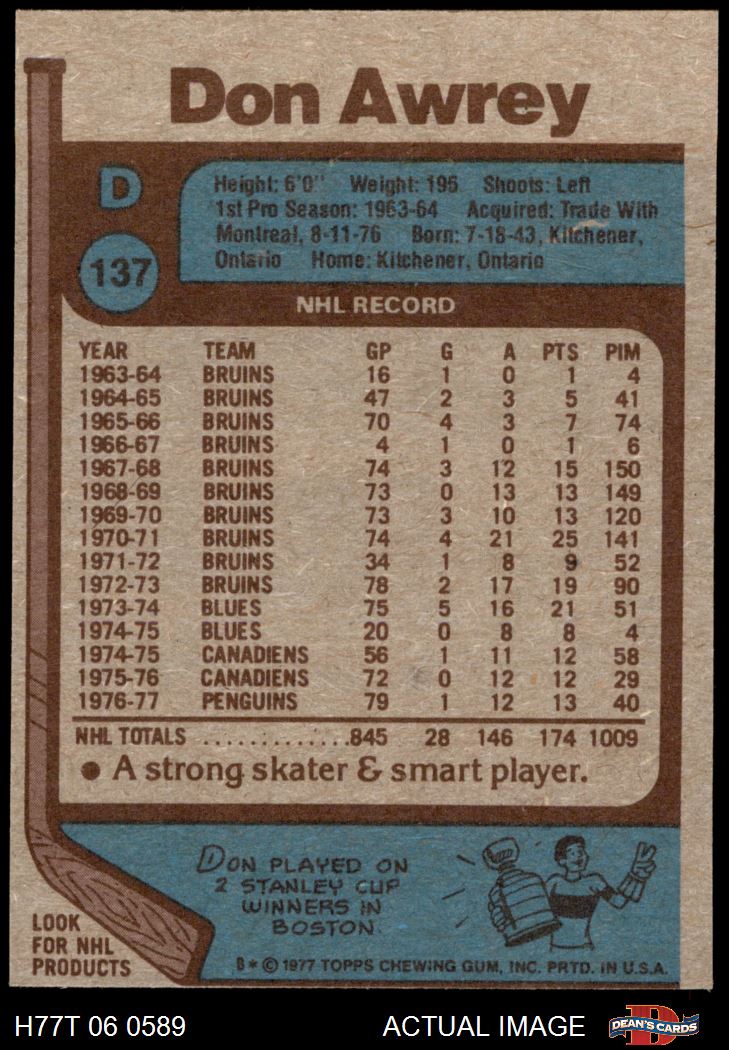 Don Awrey
D
137
Height: 6'0" Weight: 195 Shoots: Left
1st Pro Season: 1963-64 Acquired: Trade With
Montreal, 8-11-76 Born: 7-18-43, Kitchener,
Ontario Home: Kitchener, Ontario
NHL RECORD
YEAR TEAM GP G A PTS PIM
1963-64 BRUINS 16 1 0 1 4
1964-65 BRUINS 47 2 3 5 41
1965-66 BRUINS 70 4 3 7 74
1966-67 BRUINS 4 1 0 1 6
1967-68 BRUINS 74 3 12 15 150
1968-69 BRUINS 73 0 13 13 149
1969-70 BRUINS 73 3 10 13 120
1970-71 BRUINS 74 4 21 25 141
1971-72 BRUINS 34 1 8 9 52
1972-73 BRUINS 78 2 17 19 90
1973-74 BLUES 75 5 16 21 51
1974-75 BLUES 20 0 8 8 4
1974-75 CANADIENS 56 1 11 12 58
1975-76 CANADIENS 72 0 12 12 29
1976-77 PENGUINS 79 1 12 13 40
NHL TOTALS ..............845 28 146 174 1009
● A strong skater & smart player.
DON PLAYED ON
2 STANLEY CUP
WINNERS IN
BOSTON.
LOOK
FOR NHL
PRODUCTS
B * © 1977 TOPPS CHEWING GUM, INC. PRTD. IN U.S.A.
H77T 06 0589 ACTUAL IMAGE
D
DEAN'S CARDS